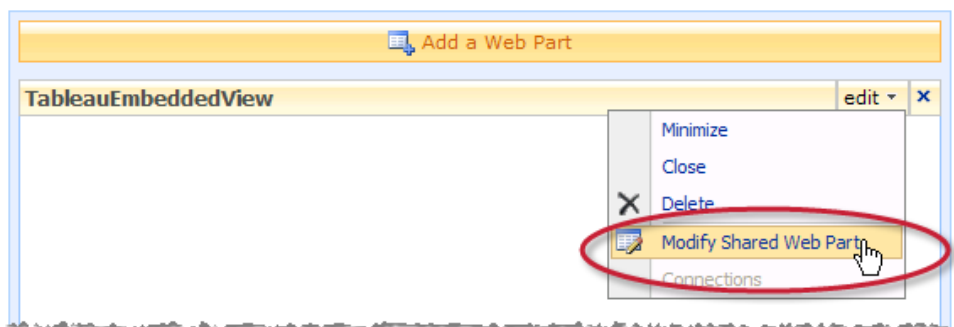 Add a Web Part
TableauEmbeddedView edit
Minimize
Close
Delete
Modify Shared Web Part
Connections